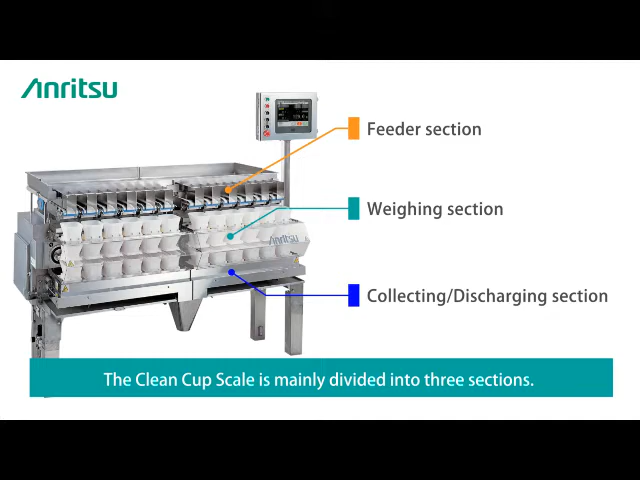 Anritsu
Feeder section
Weighing section
Anritsu
Collecting/Discharging section
The Clean Cup Scale is mainly divided into three sections.